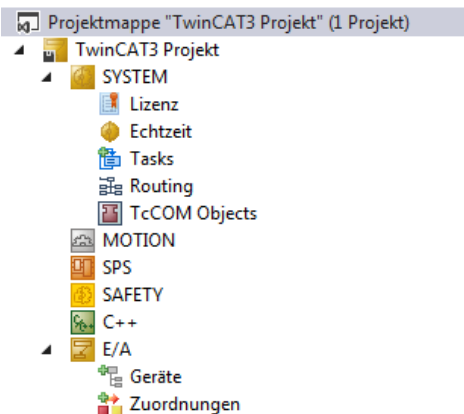 Projektmappe "TwinCAT3 Projekt" (1 Projekt)
TwinCAT3 Projekt
SYSTEM
Lizenz
Echtzeit
Tasks
Routing
TcCOM Objects
MOTION
SPS
SAFETY
C++
E/A
Geräte
Zuordnungen